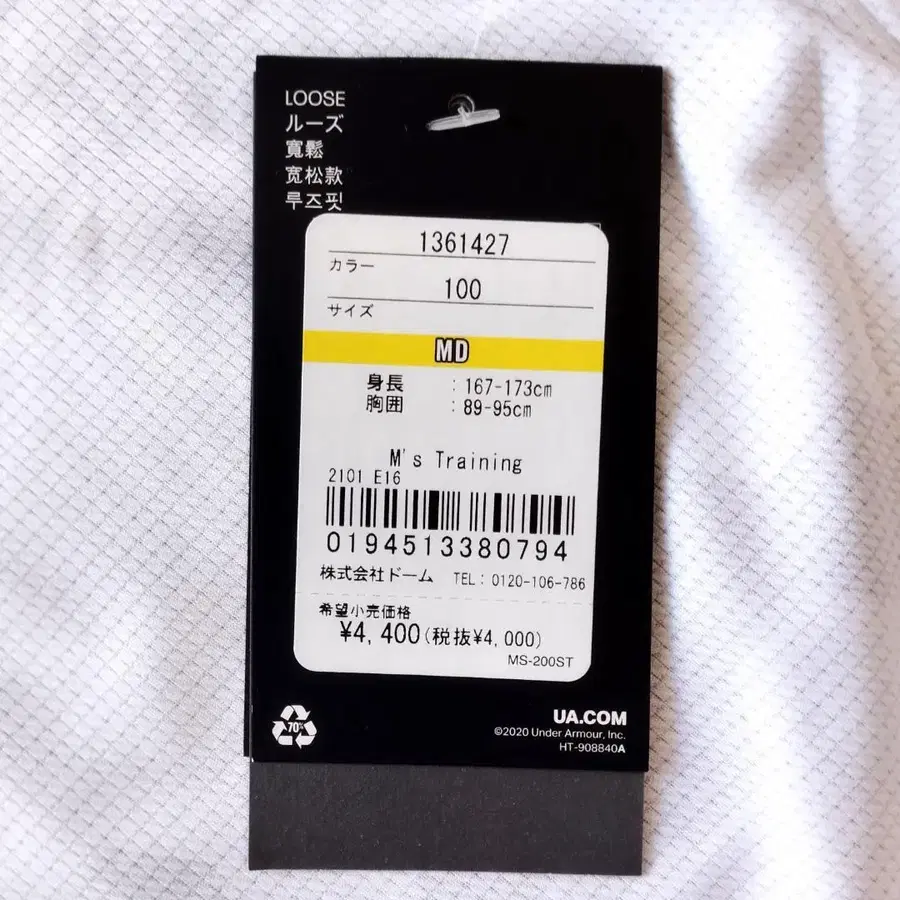 LOOSE
ルーズ
寬鬆
宽松款
루즈핏
1361427
カラー
100
サイズ
MD
身長 : 167-173cm
胸囲 : 89-95cm
M's Training
2101 E16
0194513380794
株式会社ドーム TEL: 0120-106-786
希望小売価格
¥4,400(税抜¥4,000)
MS-200ST
70%
UA.COM
©2020 Under Armour, Inc.
HT-908840A